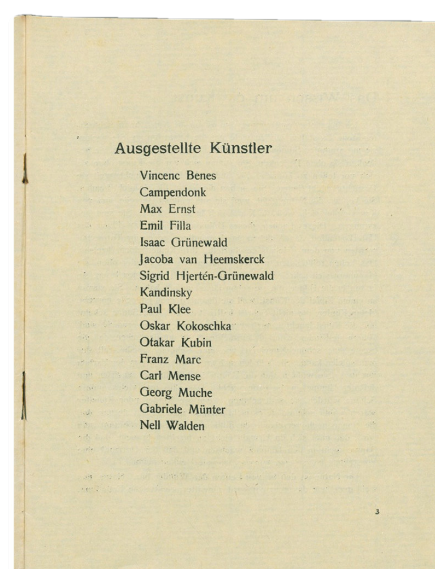 Ausgestellte Künstler
Vincenc Benes
Campendonk
Max Ernst
Emil Filla
Isaac Grünewald
Jacoba van Heemskerck
Sigrid Hjertén-Grünewald
Kandinsky
Paul Klee
Oskar Kokoschka
Otakar Kubin
Franz Marc
Carl Mense
Georg Muche
Gabriele Münter
Nell Walden
3